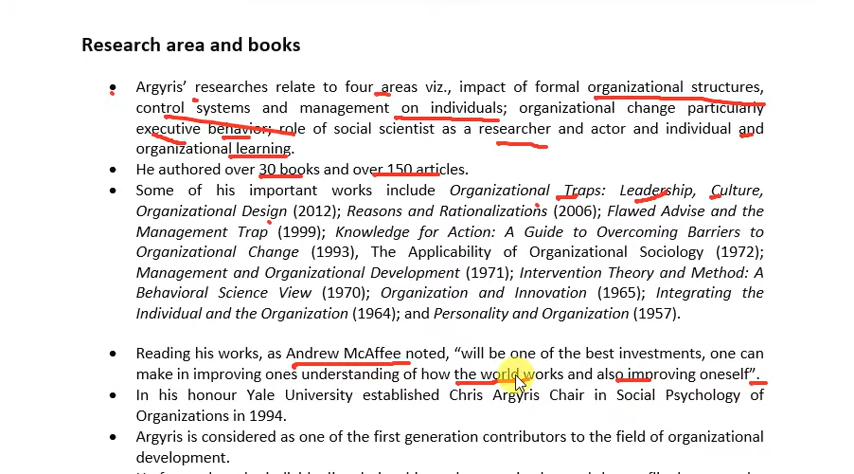 Research area and books
• Argyris' researches relate to four areas viz., impact of formal organizational structures,
control systems and management on individuals; organizational change particularly
executive behavior; role of social scientist as a researcher and actor and individual and
organizational learning.
• He authored over 30 books and over 150 articles.
• Some of his important works include Organizational Traps: Leadership, Culture,
Organizational Design (2012); Reasons and Rationalizations (2006); Flawed Advise and the
Management Trap (1999); Knowledge for Action: A Guide to Overcoming Barriers to
Organizational Change (1993), The Applicability of Organizational Sociology (1972);
Management and Organizational Development (1971); Intervention Theory and Method: A
Behavioral Science View (1970); Organization and Innovation (1965); Integrating the
Individual and the Organization (1964); and Personality and Organization (1957).
• Reading his works, as Andrew McAffee noted, "will be one of the best investments, one can
make in improving ones understanding of how the world works and also improving oneself".
• In his honour Yale University established Chris Argyris Chair in Social Psychology of
Organizations in 1994.
• Argyris is considered as one of the first generation contributors to the field of organizational
development.